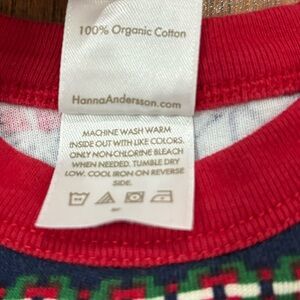 100% Organic Cotton
HannaAndersson.com
MACHINE WASH WARM
INSIDE OUT WITH LIKE COLORS.
ONLY NON-CHLORINE BLEACH
WHEN NEEDED. TUMBLE DRY
LOW. COOL IRON ON REVERSE
SIDE.